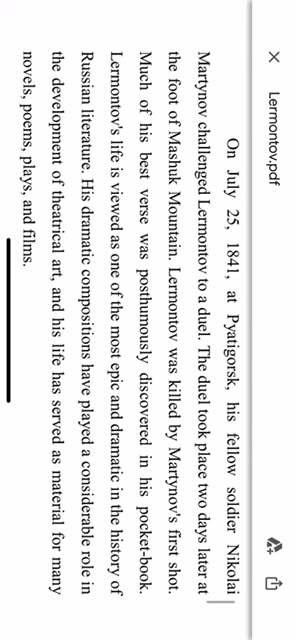 Lermontov.pdf
On July 25, 1841, at Pyatigorsk, his fellow soldier Nikolai
Martynov challenged Lermontov to a duel. The duel took place two days later at
the foot of Mashuk Mountain. Lermontov was killed by Martynov's first shot.
Much of his best verse was posthumously discovered in his pocket-book.
Lermontov's life is viewed as one of the most epic and dramatic in the history of
Russian literature. His dramatic compositions have played a considerable role in
the development of theatrical art, and his life has served as material for many
novels, poems, plays, and films.